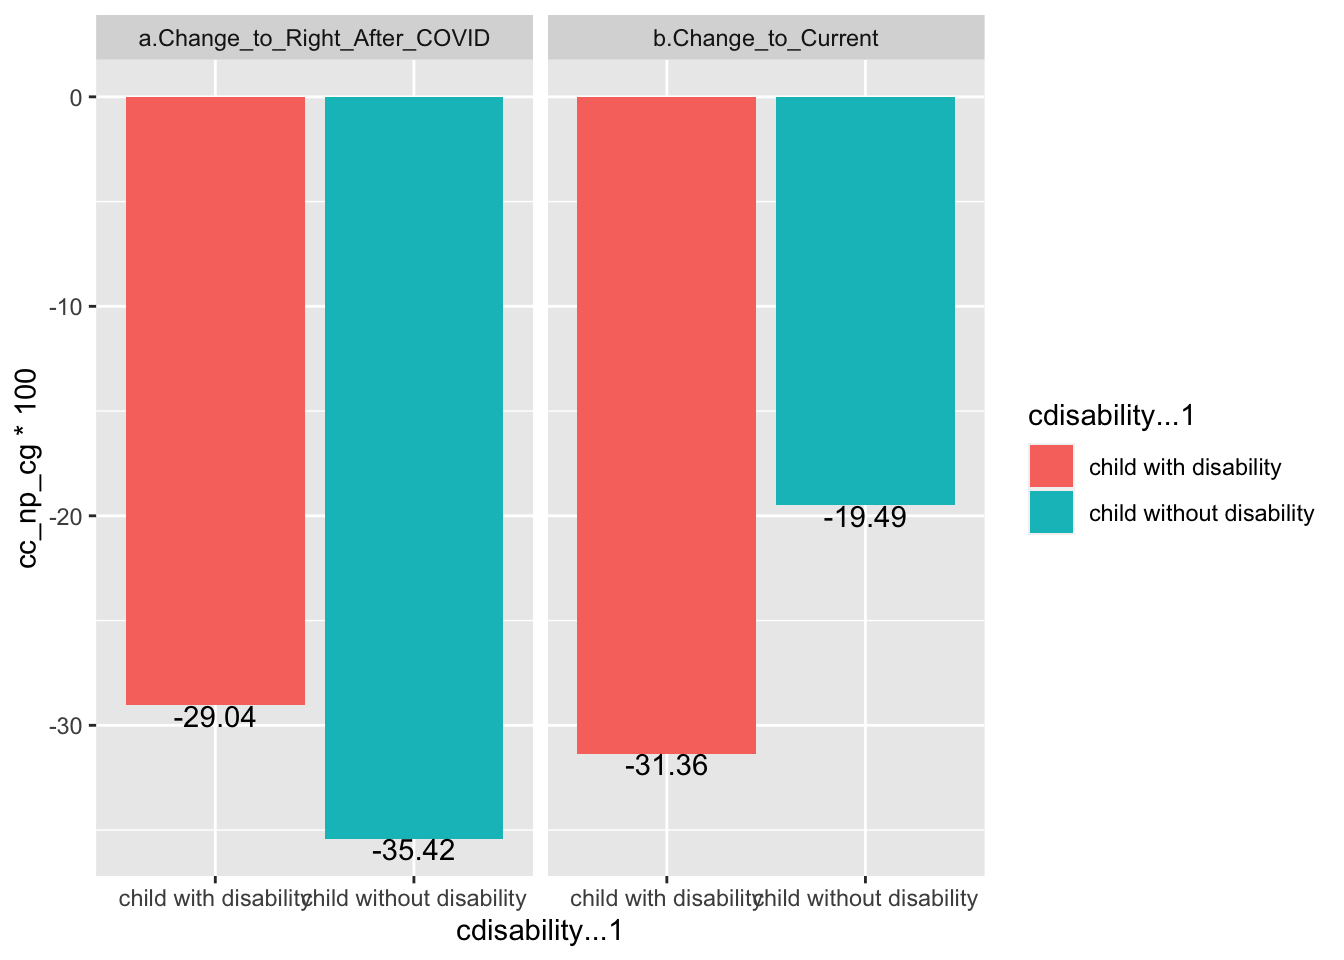 a.Change_to_Right_After_COVID
b.Change_to_Current
0
-10
-20
-30
cc_np_cg * 100
-29.04
-35.42
-31.36
-19.49
child with disability
child without disability
child with disability
child without disability
cdisability...1
cdisability...1
child with disability
child without disability